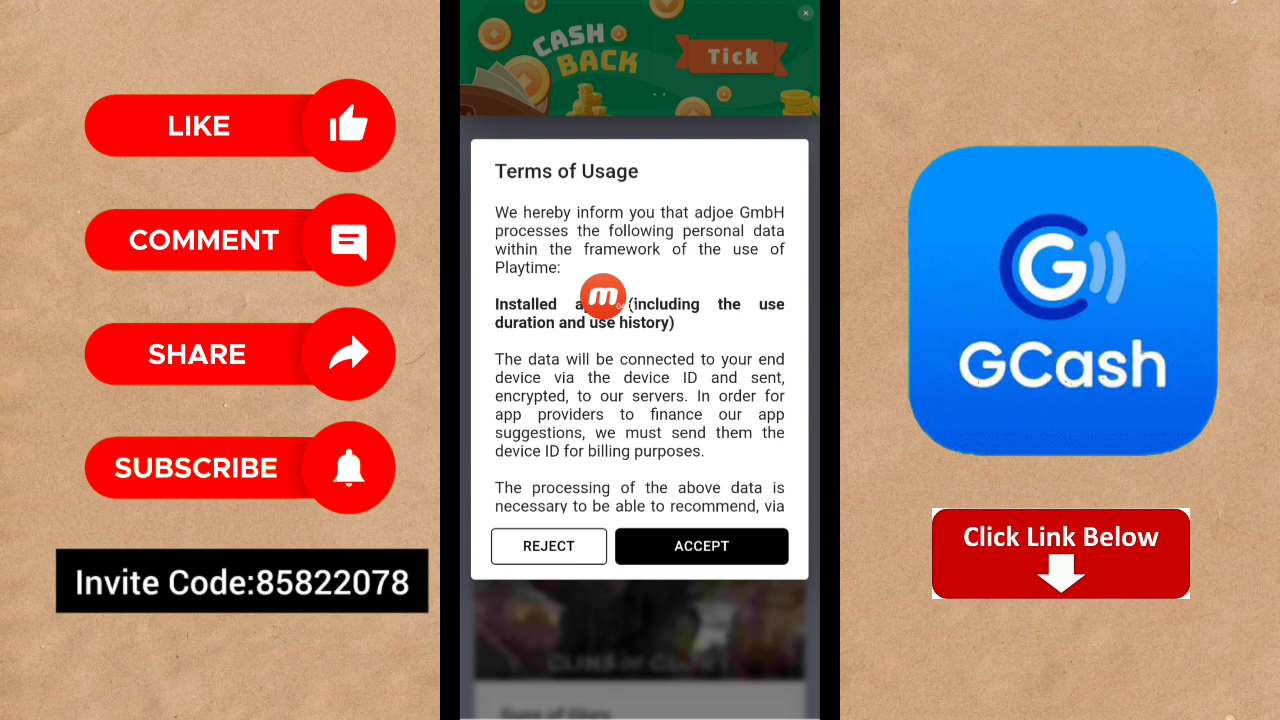 LIKE
COMMENT
SHARE
SUBSCRIBE
Invite Code:85822078
CASH
BACK
Tick
Terms of Usage
We hereby inform you that adjoe GmbH
processes the following personal data
within the framework of the use of
Playtime:
Installed (including the use
duration and use history)
The data will be connected to your end
device via the device ID and sent,
encrypted, to our servers. In order for
app providers to finance our app
suggestions, we must send them the
device ID for billing purposes.
The processing of the above data is
necessary to be able to recommend, via
REJECT
ACCEPT
Guns of Glory
G
GCash
Click Link Below